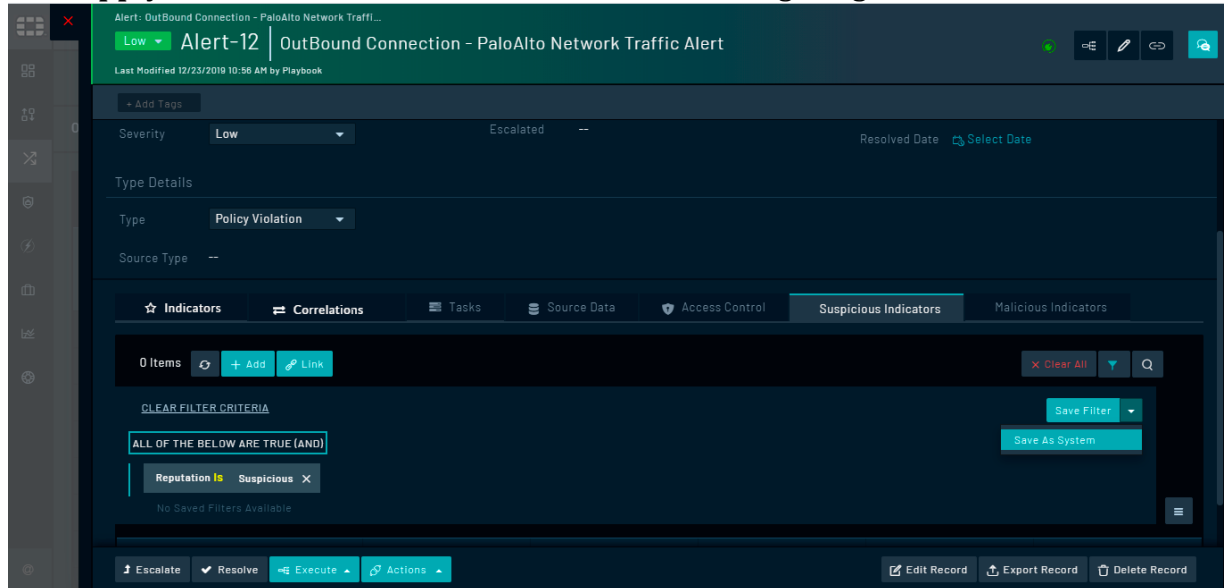 Alert: OutBound Connection - PaloAlto Network Traffi...
Low Alert-12 | OutBound Connection - PaloAlto Network Traffic Alert
Last Modified 12/23/2019 10:56 AM by Playbook
+ Add Tags
Severity Low Escalated -- Resolved Date Select Date
Type Details
Type Policy Violation
Source Type --
Indicators Correlations Tasks Source Data Access Control Suspicious Indicators Malicious Indicators
0 Items + Add Link × Clear All
CLEAR FILTER CRITERIA Save Filter
ALL OF THE BELOW ARE TRUE (AND) Save As System
Reputation Is Suspicious ×
No Saved Filters Available
Escalate Resolve Execute Actions Edit Record Export Record Delete Record